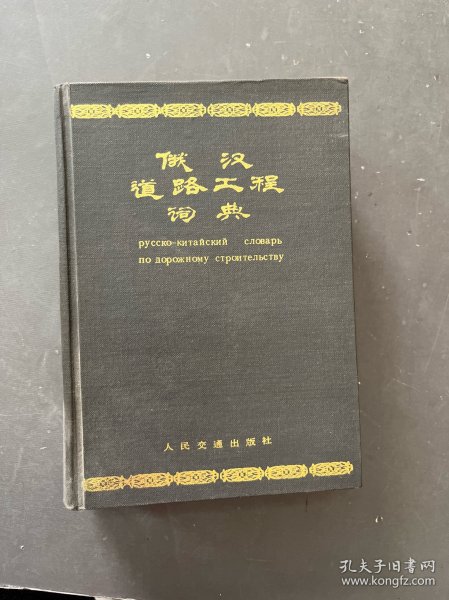 俄汉
道路工程
词典
русско-китайский словарь
по дорожному строительству
人民交通出版社
孔夫子旧书网
www.kongfz.com